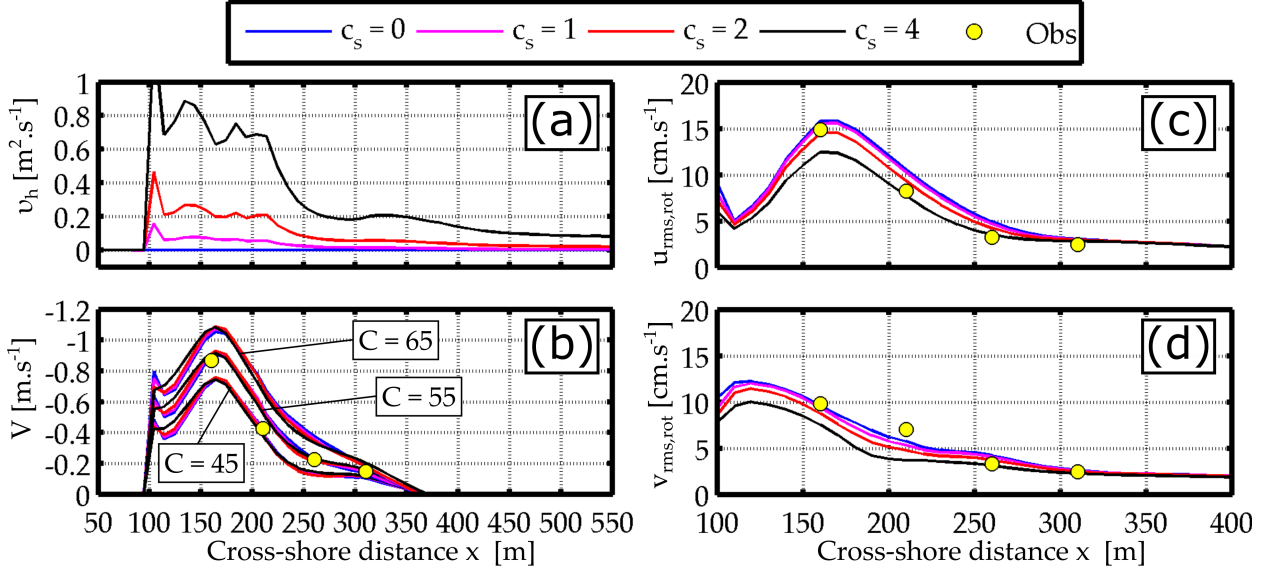 c_s = 0 c_s = 1 c_s = 2 c_s = 4 Obs
υ_h [m².s⁻¹]
1
0.8
0.6
0.4
0.2
0
(a)
V [m.s⁻¹]
-1.2
-1
-0.8
-0.6
-0.4
-0.2
0
(b)
C = 65
C = 55
C = 45
50 100 150 200 250 300 350 400 450 500 550
Cross-shore distance x [m]
u_rms,rot [cm.s⁻¹]
20
15
10
5
0
(c)
v_rms,rot [cm.s⁻¹]
20
15
10
5
0
(d)
100 150 200 250 300 350 400
Cross-shore distance x [m]